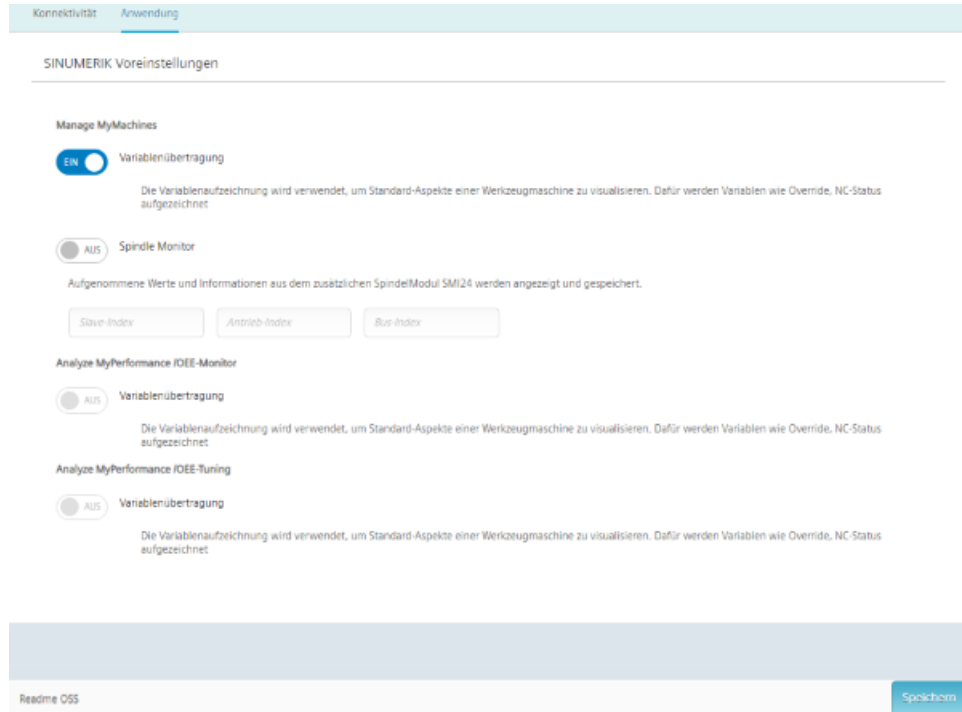 Konnektivität Anwendung
SINUMERIK Voreinstellungen
Manage MyMachines
EIN Variablenübertragung
Die Variablenaufzeichnung wird verwendet, um Standard-Aspekte einer Werkzeugmaschine zu visualisieren. Dafür werden Variablen wie Override, NC-Status
aufgezeichnet
AUS Spindle Monitor
Aufgenommene Werte und Informationen aus dem zusätzlichen SpindelModul SMI24 werden angezeigt und gespeichert.
Slave-Index Antrieb-Index Bus-Index
Analyze MyPerformance /OEE-Monitor
AUS Variablenübertragung
Die Variablenaufzeichnung wird verwendet, um Standard-Aspekte einer Werkzeugmaschine zu visualisieren. Dafür werden Variablen wie Override, NC-Status
aufgezeichnet
Analyze MyPerformance /OEE-Tuning
AUS Variablenübertragung
Die Variablenaufzeichnung wird verwendet, um Standard-Aspekte einer Werkzeugmaschine zu visualisieren. Dafür werden Variablen wie Override, NC-Status
aufgezeichnet
Readme OSS Speichern